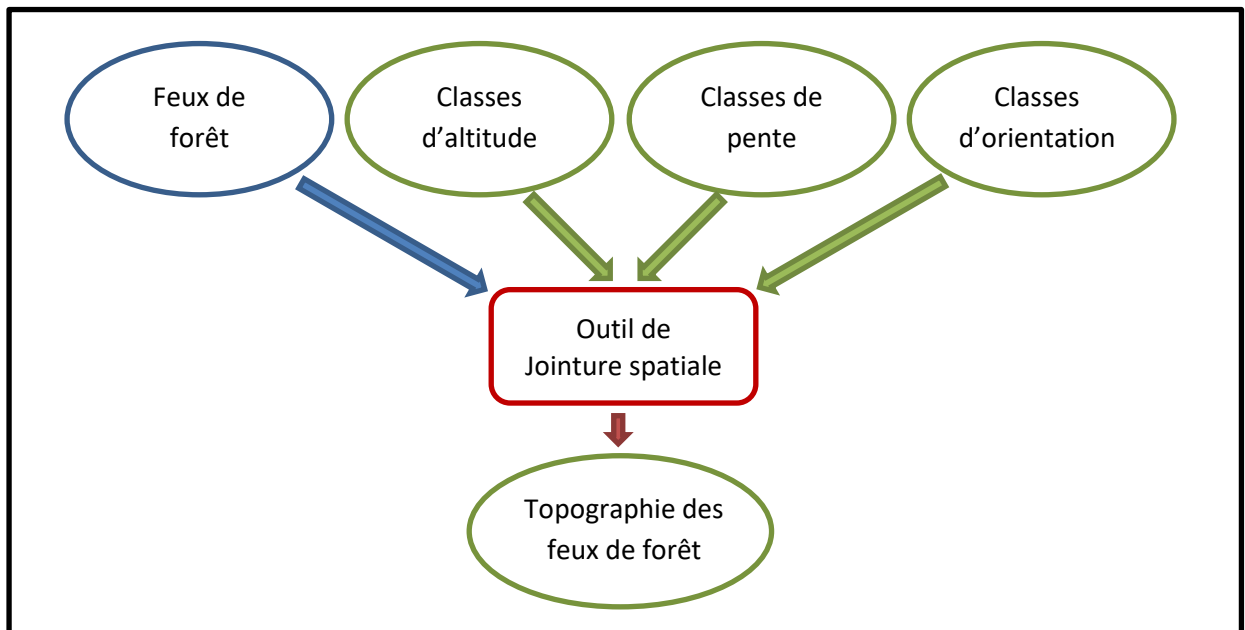 Feux de
forêt
Classes
d’altitude
Classes de
pente
Classes
d’orientation
Outil de
Jointure spatiale
Topographie des
feux de forêt